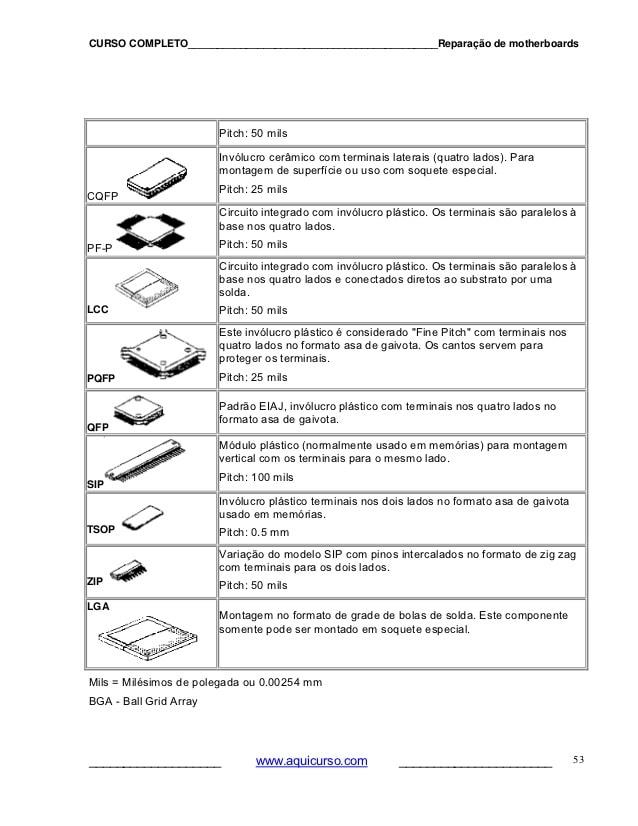 CURSO COMPLETO__________________________________________Reparação de motherboards
Pitch: 50 mils
CQFP
Invólucro cerâmico com terminais laterais (quatro lados). Para
montagem de superfície ou uso com soquete especial.
Pitch: 25 mils
PF-P
Circuito integrado com invólucro plástico. Os terminais são paralelos à
base nos quatro lados.
Pitch: 50 mils
LCC
Circuito integrado com invólucro plástico. Os terminais são paralelos à
base nos quatro lados e conectados diretos ao substrato por uma
solda.
Pitch: 50 mils
PQFP
Este invólucro plástico é considerado "Fine Pitch" com terminais nos
quatro lados no formato asa de gaivota. Os cantos servem para
proteger os terminais.
Pitch: 25 mils
QFP
Padrão EIAJ, invólucro plástico com terminais nos quatro lados no
formato asa de gaivota.
SIP
Módulo plástico (normalmente usado em memórias) para montagem
vertical com os terminais para o mesmo lado.
Pitch: 100 mils
TSOP
Invólucro plástico terminais nos dois lados no formato asa de gaivota
usado em memórias.
Pitch: 0.5 mm
ZIP
Variação do modelo SIP com pinos intercalados no formato de zig zag
com terminais para os dois lados.
Pitch: 50 mils
LGA
Montagem no formato de grade de bolas de solda. Este componente
somente pode ser montado em soquete especial.
Mils = Milésimos de polegada ou 0.00254 mm
BGA - Ball Grid Array
___________________ www.aquicurso.com ______________________ 53